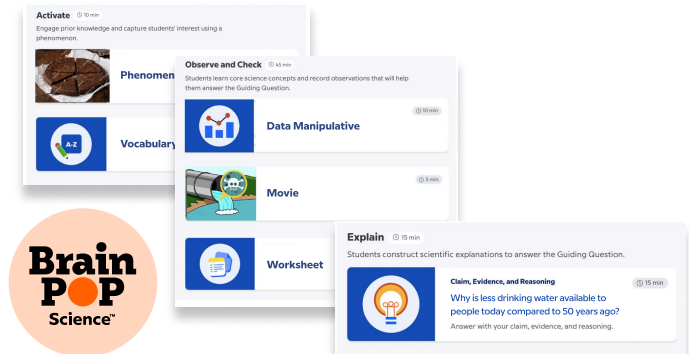 Activate 10 min
Engage prior knowledge and capture students' interest using a
phenomenon.
Phenomen
A-Z
Vocabulary
Observe and Check 45 min
Students learn core science concepts and record observations that will help
them answer the Guiding Question.
10 min
Data Manipulative
5 min
Movie
Worksheet
Explain 15 min
Students construct scientific explanations to answer the Guiding Question.
Claim, Evidence, and Reasoning 15 min
Why is less drinking water available to
people today compared to 50 years ago?
Answer with your claim, evidence, and reasoning.
Brain
POP
Science™